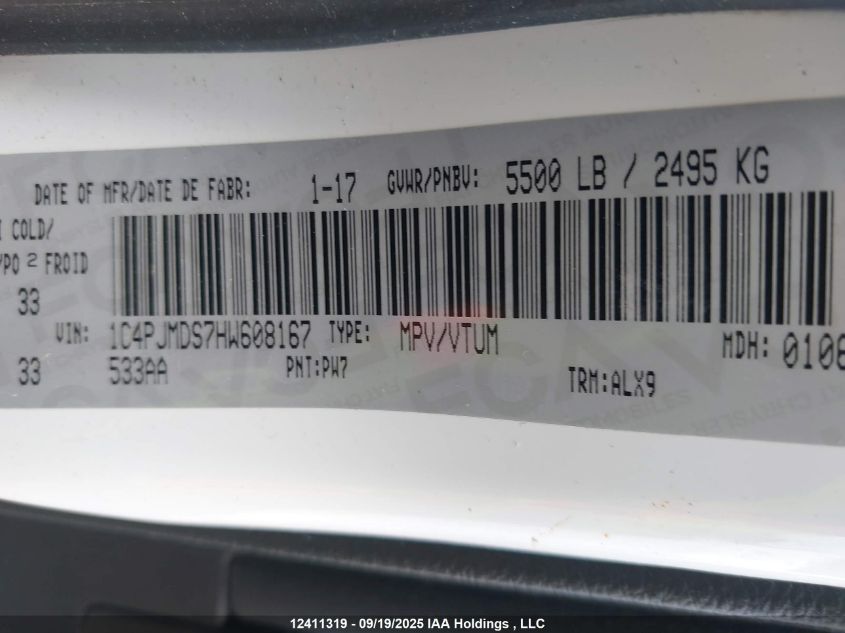 DATE OF MFR/DATE DE FABR: 1-17 GVWR/PNBV: 5500 LB / 2495 KG
COLD/
2 FROID
33
VIN: 1C4PJMDS7HW608167 TYPE: MPV/VTUM MDH: 0106
33 533AA PNT:PW7 TRM:ALX9
12411319 - 09/19/2025 IAA Holdings , LLC